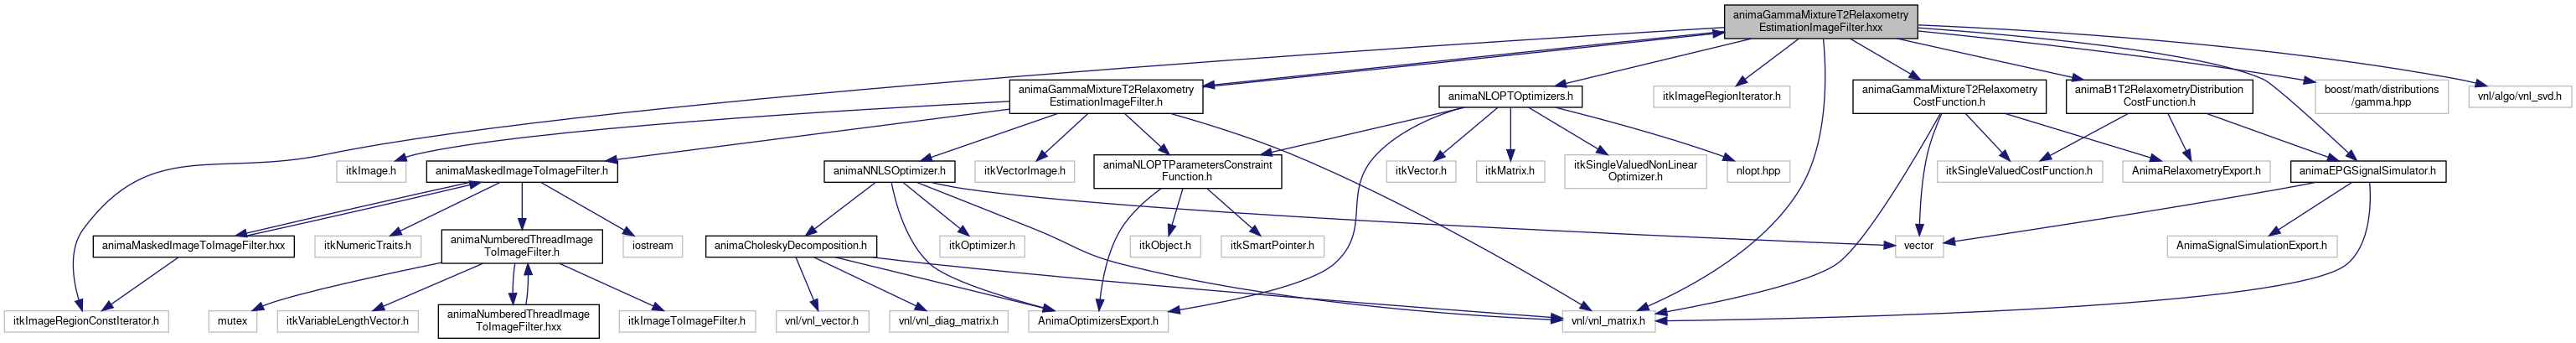 animaGammaMixtureT2Relaxometry
EstimationImageFilter.hxx
animaGammaMixtureT2Relaxometry
EstimationImageFilter.h
animaNLOPTOptimizers.h
itkImageRegionIterator.h
animaGammaMixtureT2Relaxometry
CostFunction.h
animaB1T2RelaxometryDistribution
CostFunction.h
boost/math/distributions
/gamma.hpp
vnl/algo/vnl_svd.h
itkImage.h
animaMaskedImageToImageFilter.h
animaNNLSOptimizer.h
itkVectorImage.h
animaNLOPTParametersConstraint
Function.h
itkVector.h
itkMatrix.h
itkSingleValuedNonLinear
Optimizer.h
nlopt.hpp
itkSingleValuedCostFunction.h
AnimaRelaxometryExport.h
animaEPGSignalSimulator.h
animaMaskedImageToImageFilter.hxx
itkNumericTraits.h
animaNumberedThreadImage
ToImageFilter.h
iostream
animaCholeskyDecomposition.h
itkOptimizer.h
itkObject.h
itkSmartPointer.h
vector
AnimaSignalSimulationExport.h
itkImageRegionConstIterator.h
mutex
itkVariableLengthVector.h
animaNumberedThreadImage
ToImageFilter.hxx
itkImageToImageFilter.h
vnl/vnl_vector.h
vnl/vnl_diag_matrix.h
AnimaOptimizersExport.h
vnl/vnl_matrix.h